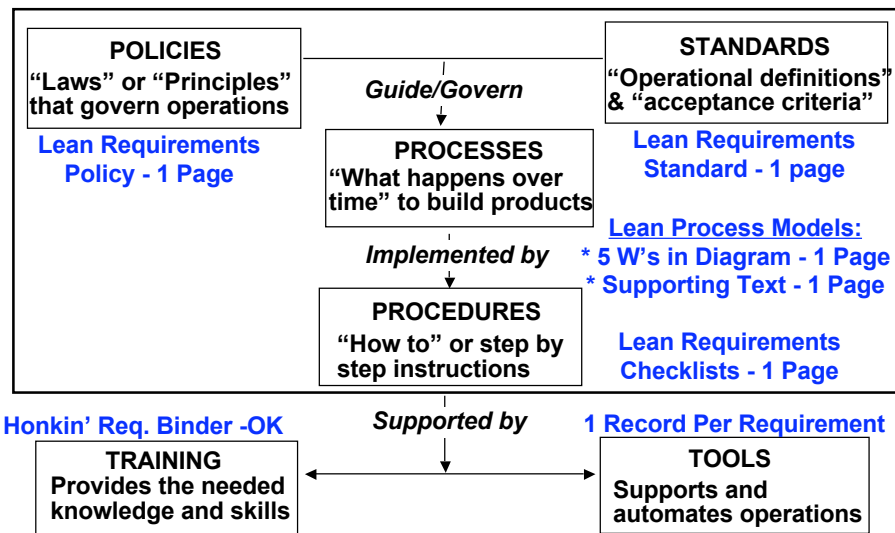 POLICIES
“Laws” or “Principles”
that govern operations
Lean Requirements
Policy - 1 Page
Guide/Govern
STANDARDS
“Operational definitions”
& “acceptance criteria”
Lean Requirements
Standard - 1 page
PROCESSES
“What happens over
time” to build products
Lean Process Models:
* 5 W’s in Diagram - 1 Page
* Supporting Text - 1 Page
Implemented by
PROCEDURES
“How to” or step by
step instructions
Lean Requirements
Checklists - 1 Page
Supported by
Honkin’ Req. Binder -OK
TRAINING
Provides the needed
knowledge and skills
1 Record Per Requirement
TOOLS
Supports and
automates operations